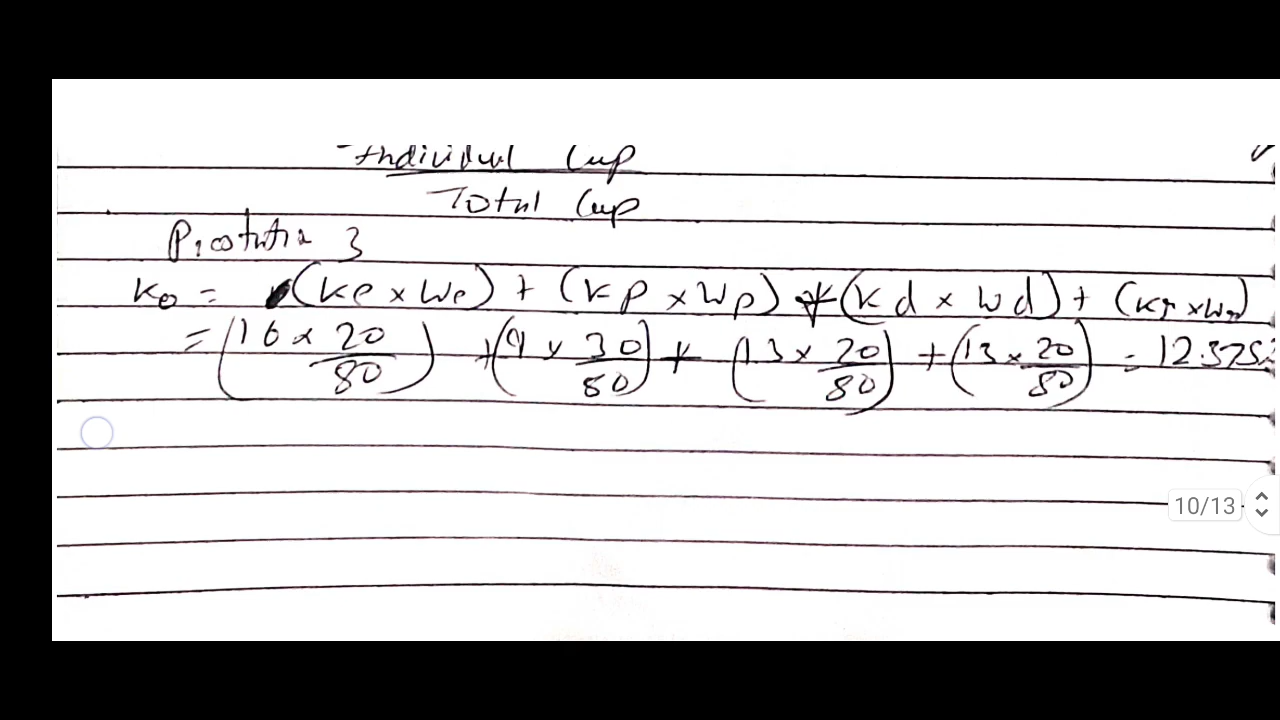 Individual Cap
Total Cap
3
Ko = (Ke x We) + (Kp x Wp) + (Kd x Wd) + (Kr x Wr)
= (16 x 20/80) + (9 x 30/80) + (13 x 20/80) + (13 x 20/80) = 12.375
10/13